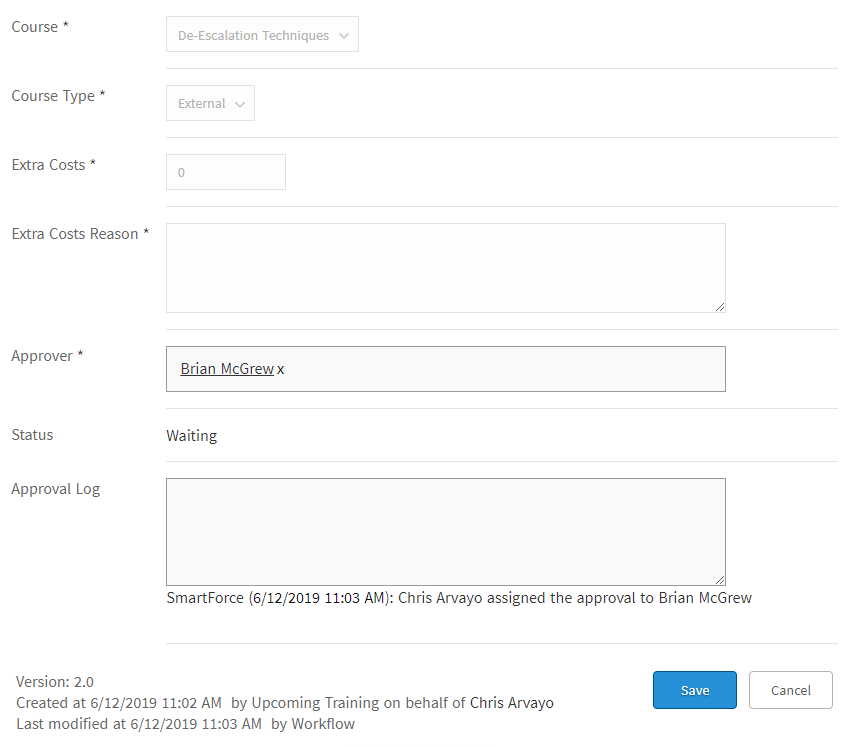 Course *
De-Escalation Techniques
Course Type *
External
Extra Costs *
0
Extra Costs Reason *
Approver *
Brian McGrew x
Status
Waiting
Approval Log
SmartForce (6/12/2019 11:03 AM): Chris Arvayo assigned the approval to Brian McGrew
Version: 2.0
Created at 6/12/2019 11:02 AM  by Upcoming Training on behalf of Chris Arvayo
Last modified at 6/12/2019 11:03 AM  by Workflow
Save
Cancel